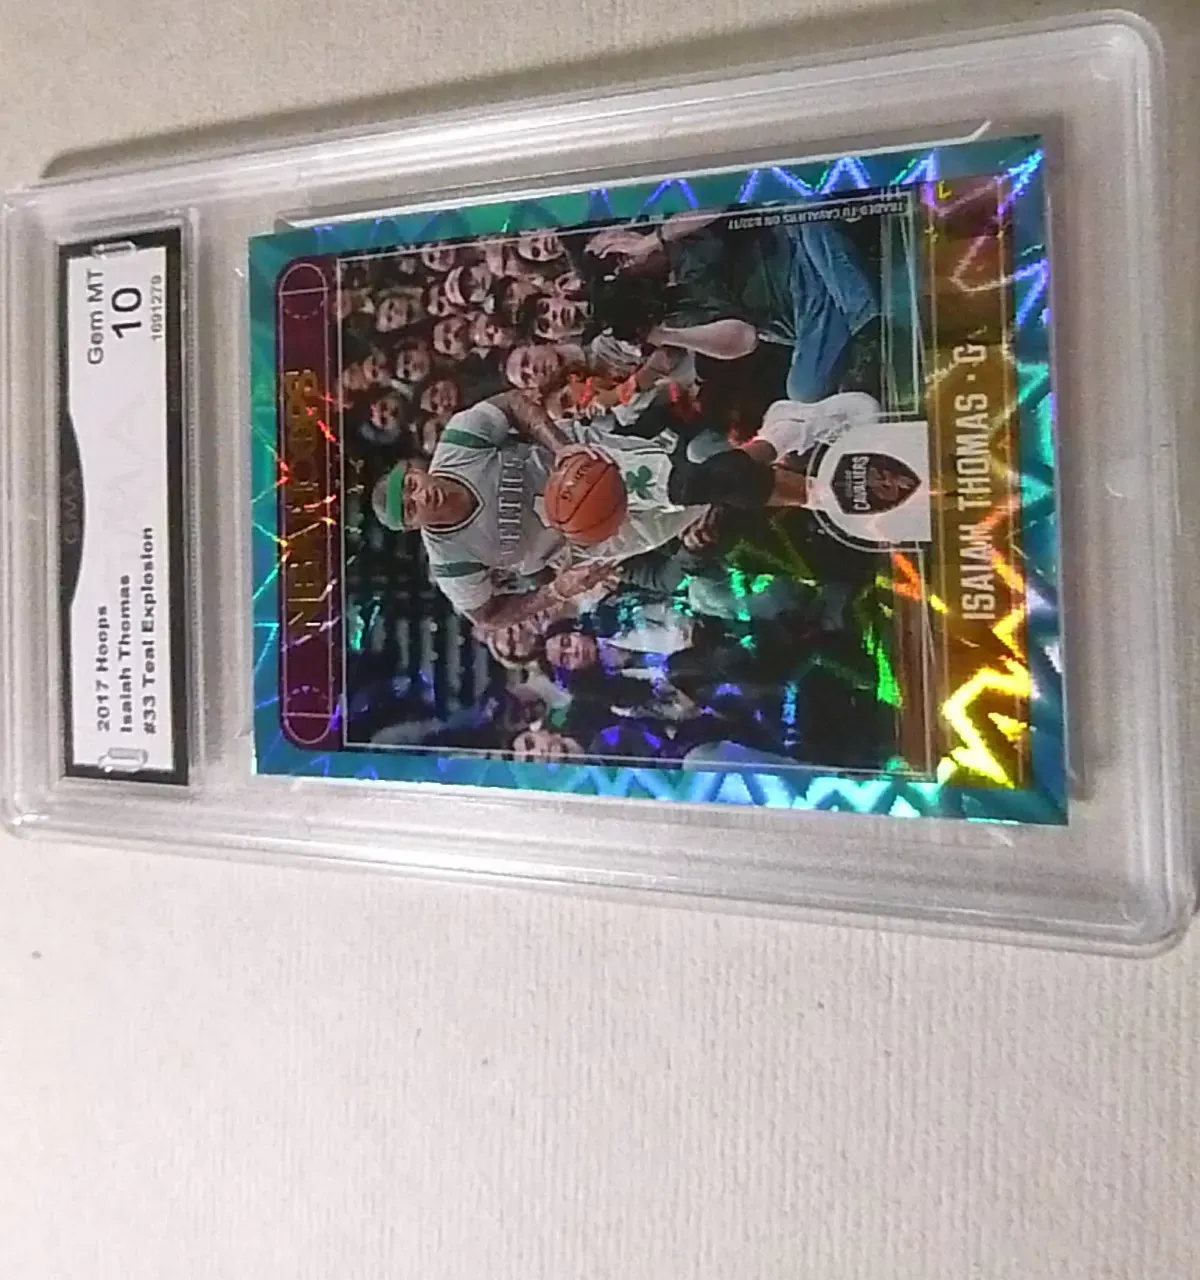 2017 Hoops
Isaiah Thomas
#33 Teal Explosion
Gem MT
10
1691279
GMA
NBA HOOPS
CELTICS
SPALDING
TRADED TO CAVALIERS ON 8/22/17
CAVALIERS
ISAIAH THOMAS • G